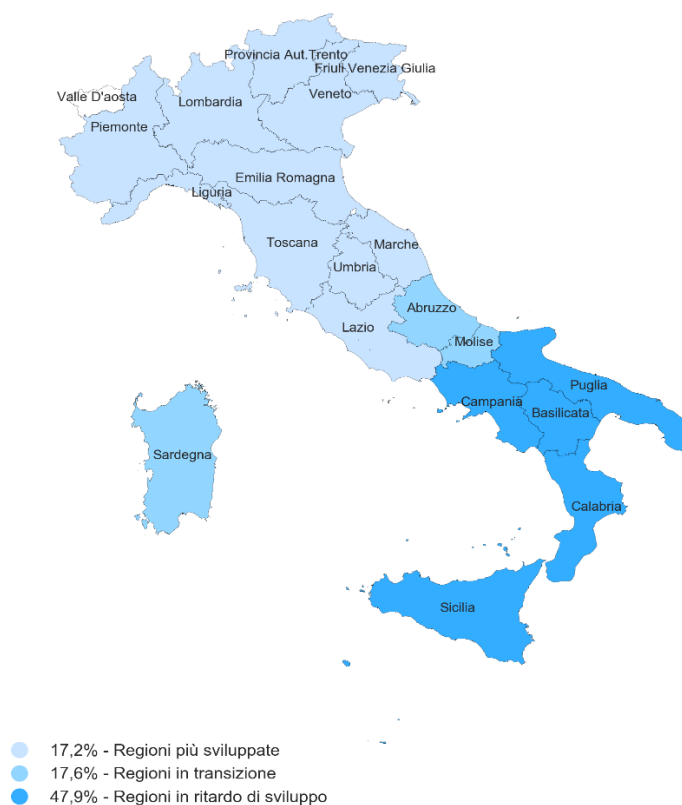 Provincia Aut.Trento
Friuli Venezia Giulia
Valle D'aosta
Lombardia
Veneto
Piemonte
Emilia Romagna
Liguria
Toscana
Marche
Umbria
Abruzzo
Lazio
Molise
Puglia
Campania
Basilicata
Sardegna
Calabria
Sicilia
17,2% - Regioni più sviluppate
17,6% - Regioni in transizione
47,9% - Regioni in ritardo di sviluppo